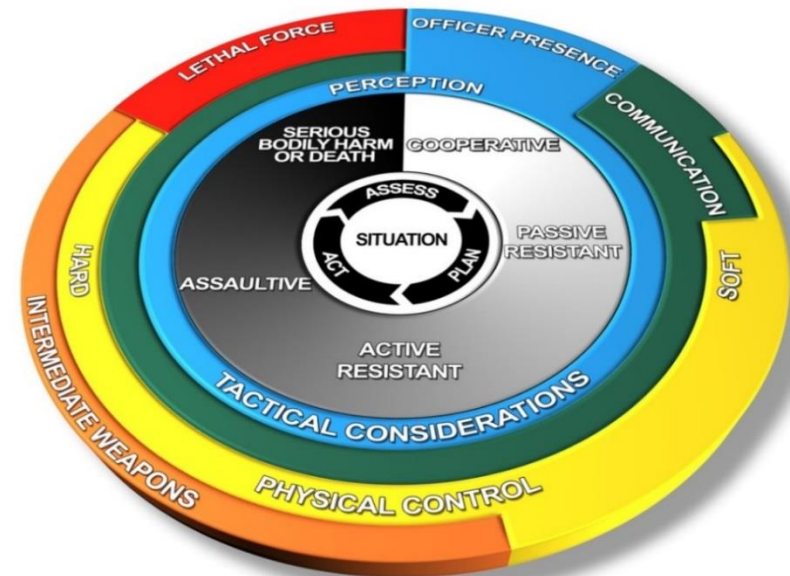 LETHAL FORCE
OFFICER PRESENCE
COMMUNICATION
PERCEPTION
SERIOUS
BODILY HARM
OR DEATH
COOPERATIVE
ASSESS
SITUATION
ACT
PLAN
PASSIVE
RESISTANT
ASSAULTIVE
ACTIVE
RESISTANT
HARD
SOFT
INTERMEDIATE WEAPONS
TACTICAL CONSIDERATIONS
PHYSICAL CONTROL